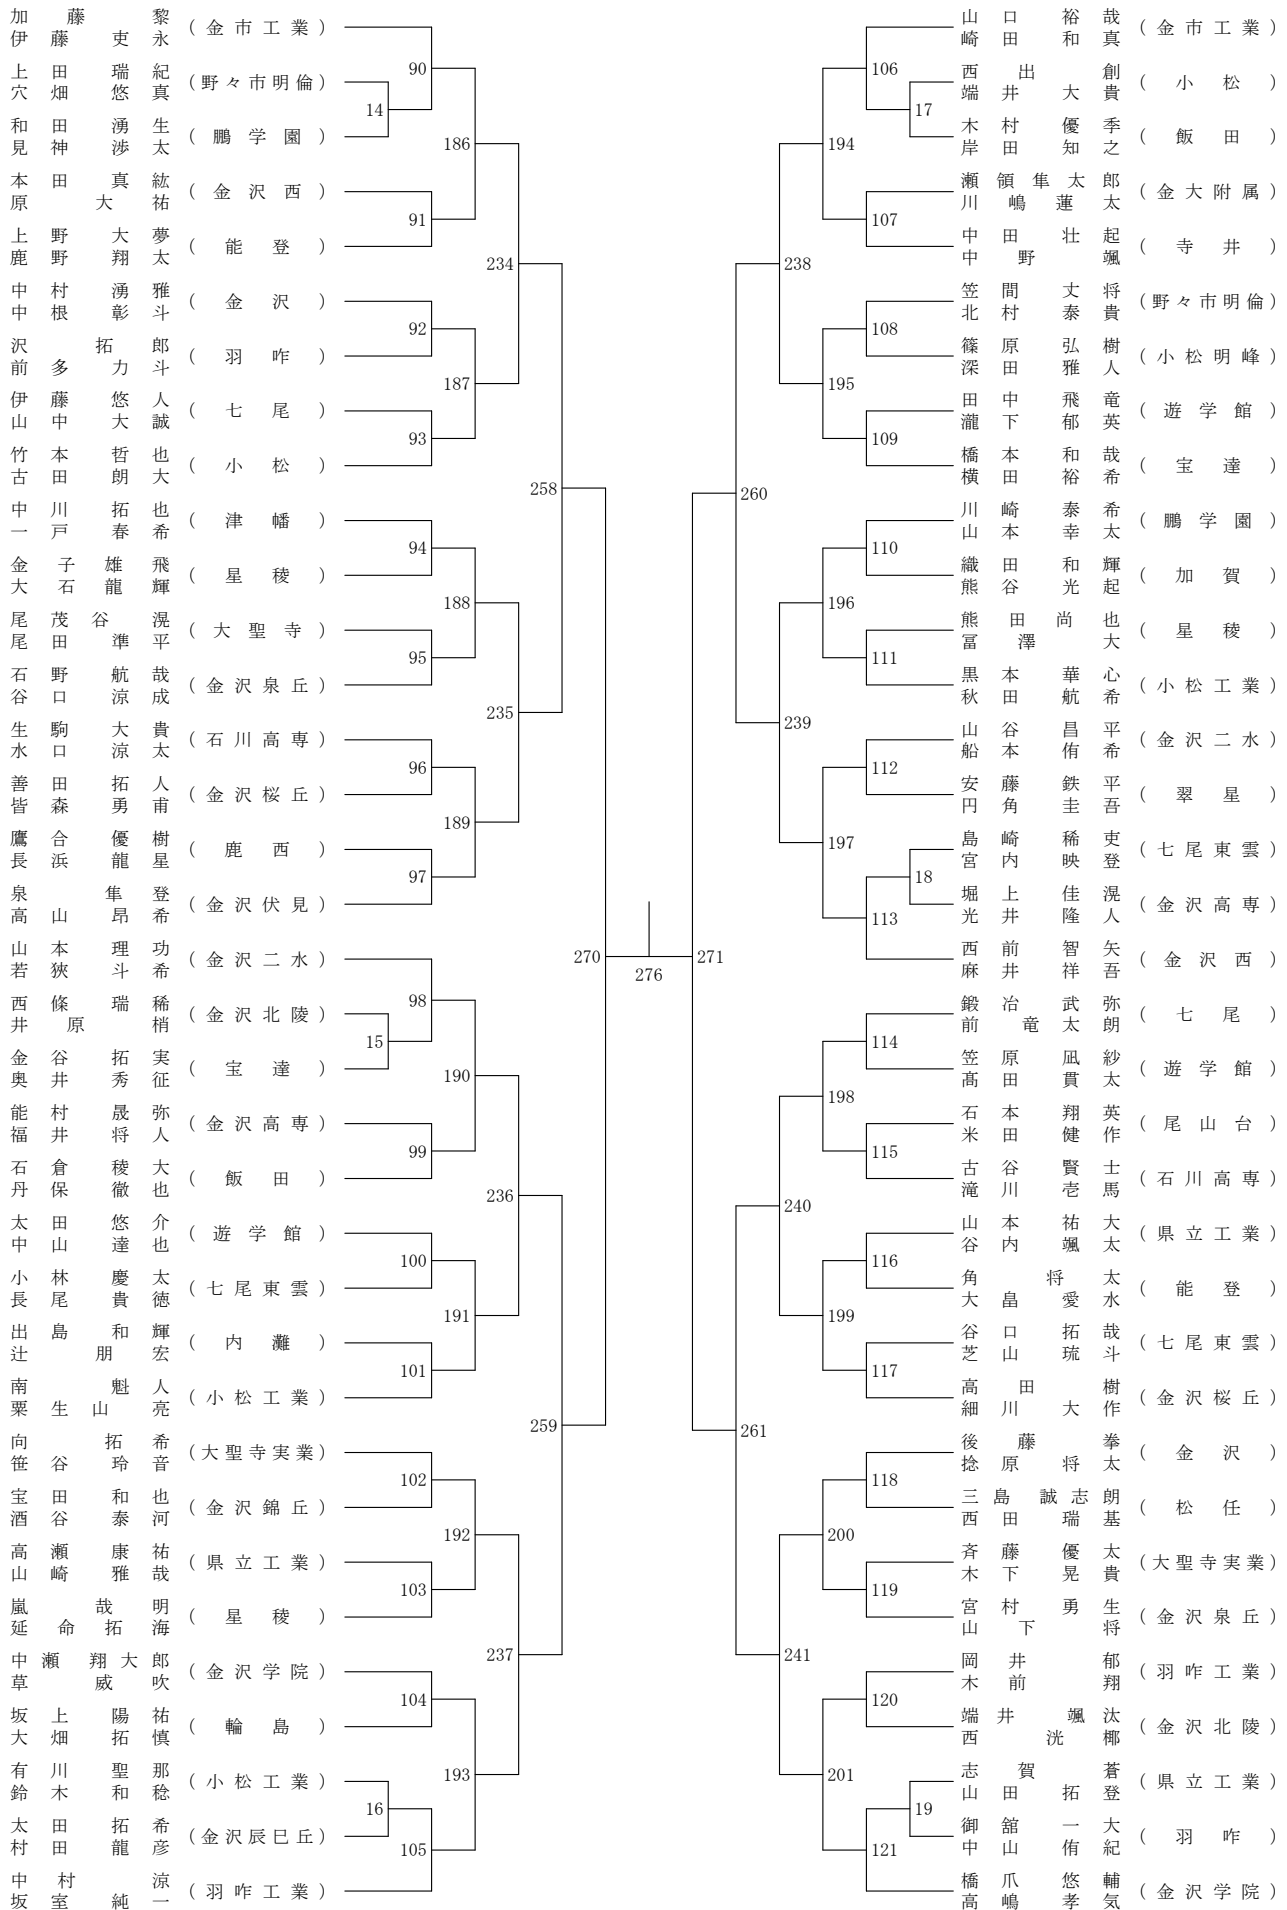 加藤黎
伊藤吏永
(金市工業)
上田瑞紀
穴畑悠真
(野々市明倫)
和田湧生
見神渉太
(鵬学園)
本田真紘
原大祐
(金沢西)
上野大夢
鹿野翔太
(能登)
中村湧雅
中根彰斗
(金沢)
沢拓郎
前多力斗
(羽咋)
伊藤悠人
山中大誠
(七尾)
竹本哲也
古田朗大
(小松)
中川拓也
一戸春希
(津幡)
金子雄飛
大石龍輝
(星稜)
尾茂谷滉
尾田準平
(大聖寺)
石野航哉
谷口涼成
(金沢泉丘)
生駒大貴
水口涼太
(石川高専)
善田拓人
皆森勇甫
(金沢桜丘)
鷹合優樹
長浜龍星
(鹿西)
泉隼登
高山昂希
(金沢伏見)
山本理功
若狹斗希
(金沢二水)
西條瑞稀
井原梢
(金沢北陵)
金谷拓実
奥井秀征
(宝達)
能村晟弥
福井将人
(金沢高専)
石倉稜大
丹保徹也
(飯田)
太田悠介
中山達也
(遊学館)
小林慶太
長尾貴徳
(七尾東雲)
出島和輝
辻朋宏
(内灘)
南魁人
栗生山亮
(小松工業)
向拓希
笹谷玲音
(大聖寺実業)
宝田和也
酒谷泰河
(金沢錦丘)
高瀬康祐
山崎雅哉
(県立工業)
嵐哉明
延命拓海
(星稜)
中瀬翔大郎
草威吹
(金沢学院)
坂上陽祐
大畑拓慎
(輪島)
有川聖那
鈴木和稔
(小松工業)
太田拓希
村田龍彦
(金沢辰巳丘)
中村涼
坂室純一
(羽咋工業)
14
15
16
90
91
92
93
94
95
96
97
98
99
100
101
102
103
104
105
186
187
188
189
190
191
192
193
234
235
236
237
258
259
270
276
271
260
261
238
239
240
241
194
195
196
197
198
199
200
201
106
107
108
109
110
111
112
113
114
115
116
117
118
119
120
121
17
18
19
山口裕哉
崎田和真
(金市工業)
西出創
端井大貴
(小松)
木村優季
岸田知之
(飯田)
瀬領隼太郎
川嶋蓮太
(金大附属)
中田壮起
中野颯
(寺井)
笠間丈将
北村泰貴
(野々市明倫)
篠原弘樹
深田雅人
(小松明峰)
田中飛竜
瀧下郁英
(遊学館)
橋本和哉
横田裕希
(宝達)
川崎泰希
山本幸太
(鵬学園)
織田和輝
熊谷光起
(加賀)
熊田尚也
冨澤大
(星稜)
黒本華心
秋田航希
(小松工業)
山谷昌平
船本侑希
(金沢二水)
安藤鉄平
円角圭吾
(翠星)
島崎稀吏
宮内映登
(七尾東雲)
堀上佳滉
光井隆人
(金沢高専)
西前智矢
麻井祥吾
(金沢西)
鍛冶武弥
前竜太朗
(七尾)
笠原凪紗
髙田貫太
(遊学館)
石本翔英
米田健作
(尾山台)
古谷賢士
滝川壱馬
(石川高専)
山本祐大
谷内颯太
(県立工業)
角将太
大畠愛水
(能登)
谷口拓哉
芝山琉斗
(七尾東雲)
高田樹
細川大作
(金沢桜丘)
後藤拳
捻原将太
(金沢)
三島誠志朗
西田瑞基
(松任)
斉藤優太
木下晃貴
(大聖寺実業)
宮村勇生
山下将
(金沢泉丘)
岡井郁
木前翔
(羽咋工業)
端井颯汰
西洸椰
(金沢北陵)
志賀蒼
山田拓登
(県立工業)
御舘一大
中山侑紀
(羽咋)
橋爪悠輔
高嶋孝気
(金沢学院)